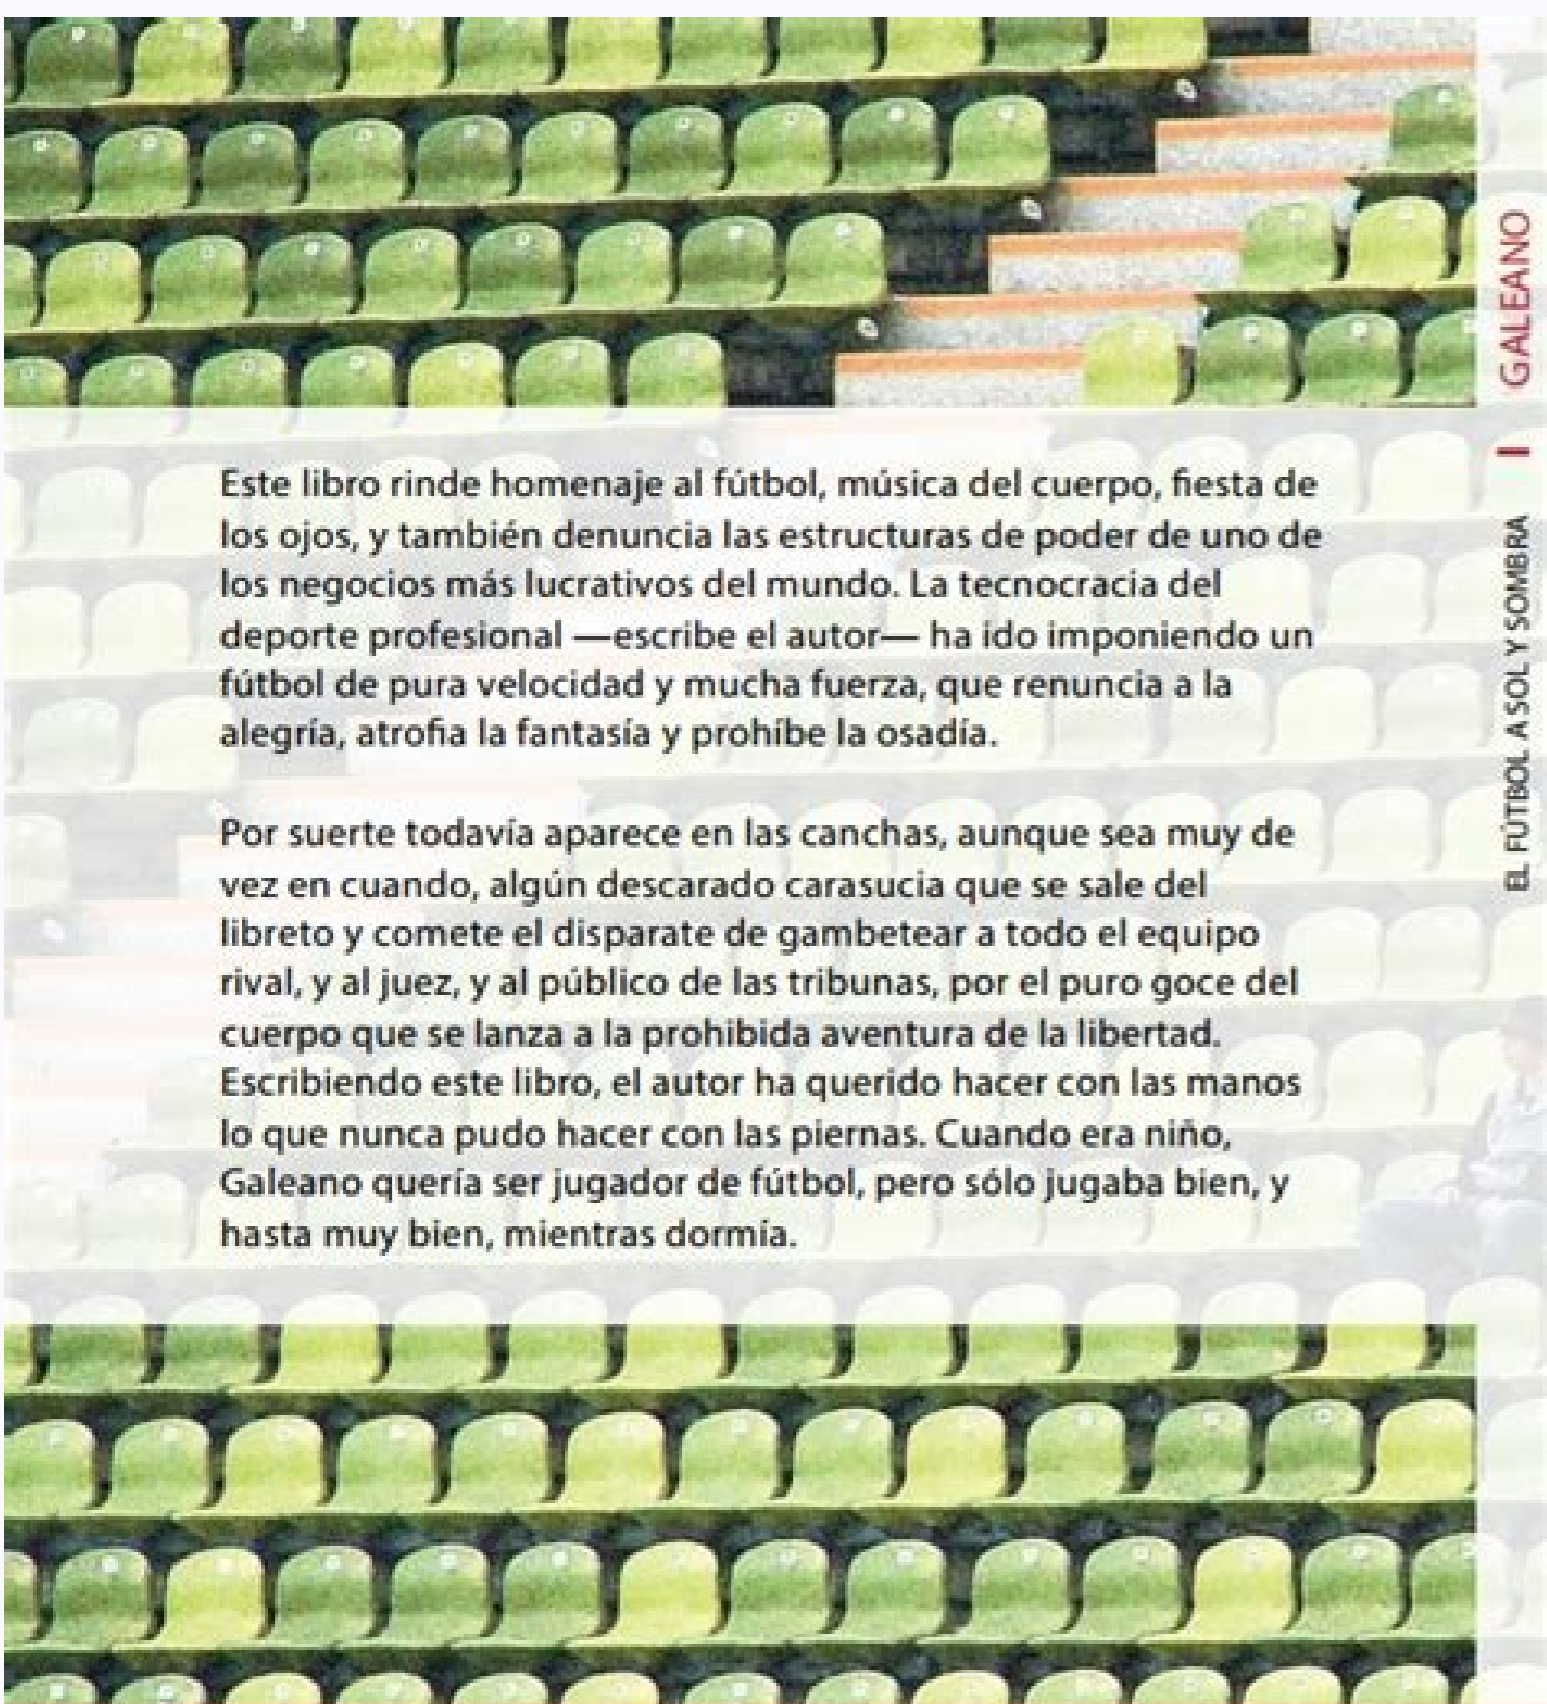 Este libro rinde homenaje al fútbol, música del cuerpo, fiesta de
los ojos, y también denuncia las estructuras de poder de uno de
los negocios más lucrativos del mundo. La tecnocracia del
deporte profesional —escribe el autor— ha ido imponiendo un
fútbol de pura velocidad y mucha fuerza, que renuncia a la
alegría, atrofia la fantasía y prohíbe la osadía.
Por suerte todavía aparece en las canchas, aunque sea muy de
vez en cuando, algún descarado carasucia que se sale del
libreto y comete el disparate de gambetear a todo el equipo
rival, y al juez, y al público de las tribunas, por el puro goce del
cuerpo que se lanza a la prohibida aventura de la libertad.
Escribiendo este libro, el autor ha querido hacer con las manos
lo que nunca pudo hacer con las piernas. Cuando era niño,
Galeano quería ser jugador de fútbol, pero sólo jugaba bien, y
hasta muy bien, mientras dormía.
EL FÚTBOL A SOL Y SOMBRA | GALEANO